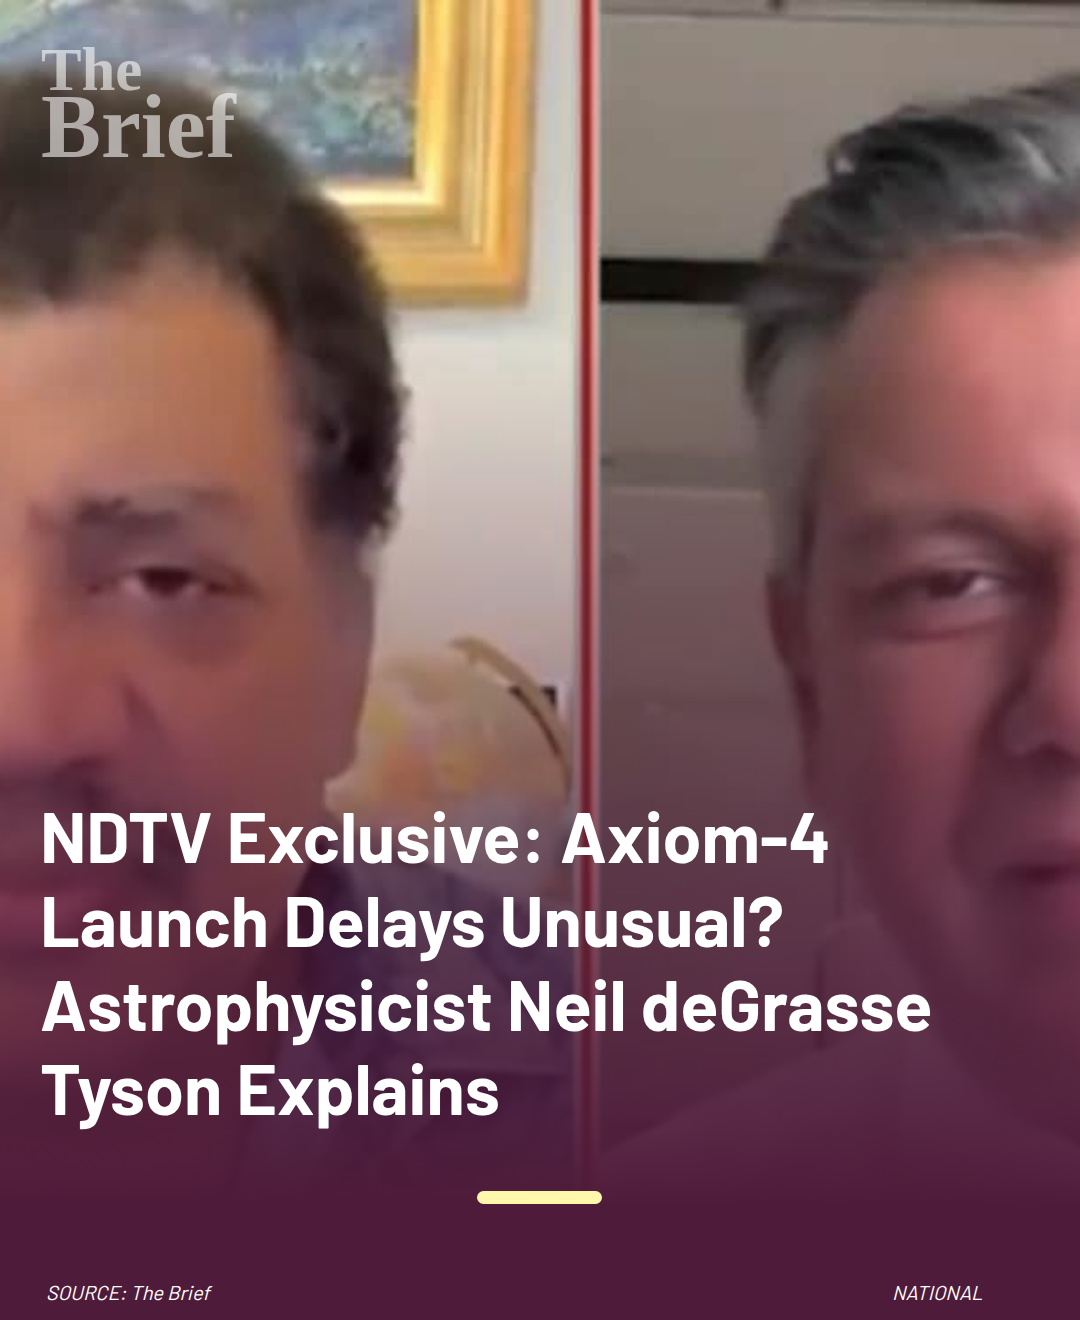 The
Brief
NDTV Exclusive: Axiom-4
Launch Delays Unusual?
Astrophysicist Neil deGrasse
Tyson Explains
SOURCE: The Brief
NATIONAL